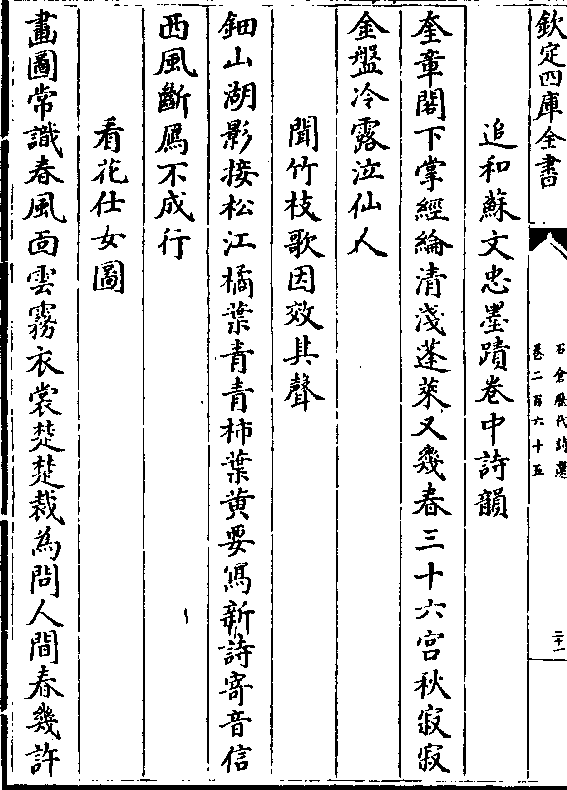 欽定四庫全書
石倉歷代詩選
卷二百六十五
二十一
追和蘇文忠墨蹟卷中詩韻
奎章閣下掌經綸清淺蓬萊又幾春三十六宫秋寂寂
金盤冷露泣仙人
聞竹枝歌因效其聲
鈿山湖影接松江橘葉青青柿葉黄要寫新詩寄音信
西風斷鴈不成行
看花仕女圖
畫圖常識春風面雲霧衣裳楚楚裁為問人間春幾許